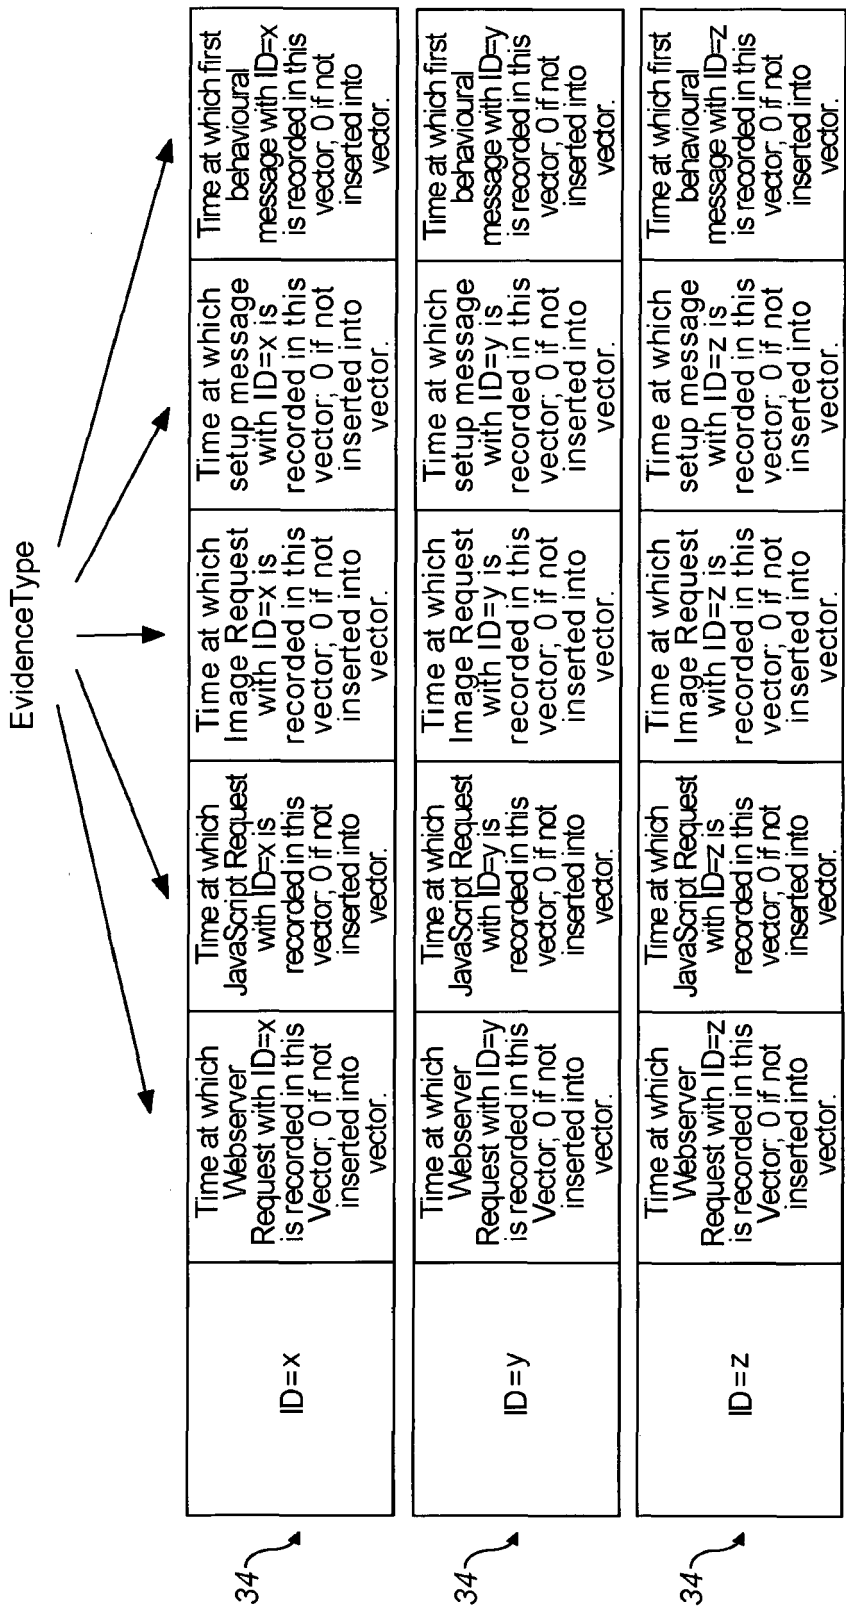 EvidenceType
34
ID=x
Time at which
Webserver
Request with ID=x
is recorded in this
Vector; 0 if not
inserted into
vector.
Time at which
JavaScript Request
with ID=x is
recorded in this
vector; 0 if not
inserted into
vector.
Time at which
Image Request
with ID=x is
recorded in this
vector; 0 if not
inserted into
vector.
Time at which
setup message
with ID=x is
recorded in this
vector; 0 if not
inserted into
vector.
Time at which first
behavioural
message with ID=x
is recorded in this
vector; 0 if not
inserted into
vector.
34
ID=y
Time at which
Webserver
Request with ID=y
is recorded in this
Vector; 0 if not
inserted into
vector.
Time at which
JavaScript Request
with ID=y is
recorded in this
vector; 0 if not
inserted into
vector.
Time at which
Image Request
with ID=y is
recorded in this
vector; 0 if not
inserted into
vector.
Time at which
setup message
with ID=y is
recorded in this
vector; 0 if not
inserted into
vector.
Time at which first
behavioural
message with ID=y
is recorded in this
vector; 0 if not
inserted into
vector.
34
ID=z
Time at which
Webserver
Request with ID=z
is recorded in this
Vector; 0 if not
inserted into
vector.
Time at which
JavaScript Request
with ID=z is
recorded in this
vector; 0 if not
inserted into
vector.
Time at which
Image Request
with ID=z is
recorded in this
vector; 0 if not
inserted into
vector.
Time at which
setup message
with ID=z is
recorded in this
vector; 0 if not
inserted into
vector.
Time at which first
behavioural
message with ID=z
is recorded in this
vector; 0 if not
inserted into
vector.